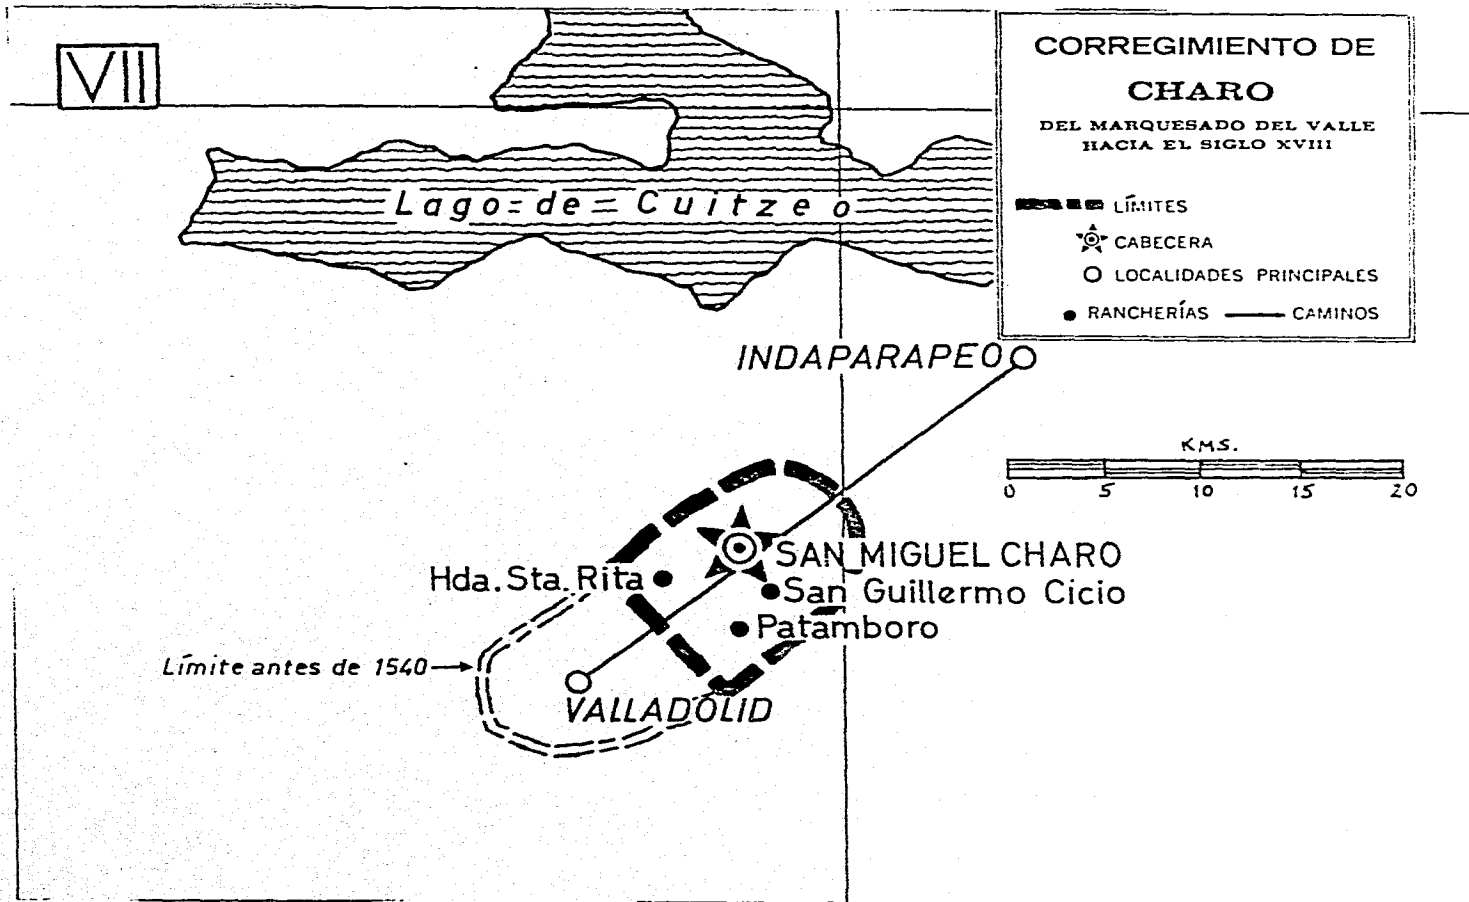 VII
CORREGIMIENTO DE
CHARO
DEL MARQUESADO DEL VALLE
HACIA EL SIGLO XVIII
LÍMITES
CABECERA
LOCALIDADES PRINCIPALES
RANCHERÍAS CAMINOS
Lago de Cuitzeo
INDAPARAPEO
KMS.
0 5 10 15 20
SAN MIGUEL CHARO
Hda. Sta. Rita
San Guillermo Cicio
Patamboro
Límite antes de 1540
VALLADOLID